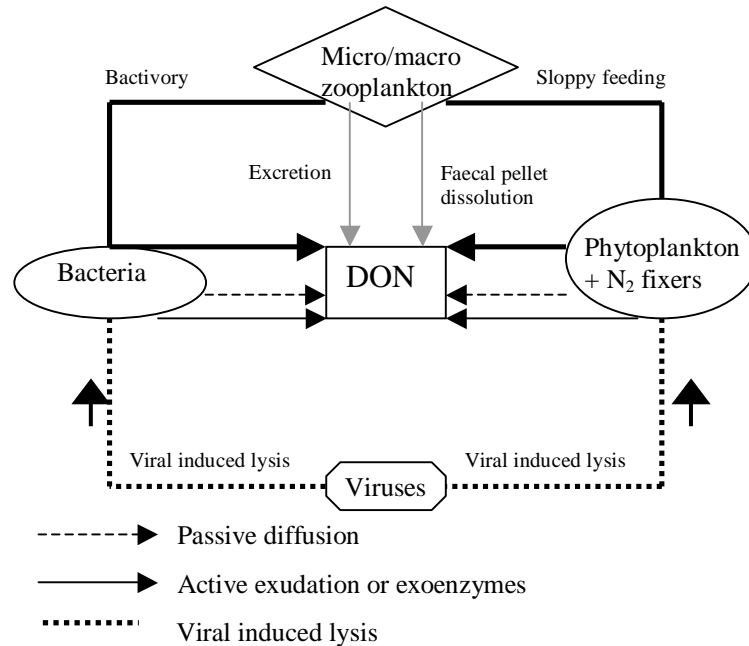 Micro/macro
zooplankton
Bactivory
Sloppy feeding
Excretion
Faecal pellet
dissolution
Bacteria
DON
Phytoplankton
+ N₂ fixers
Viral induced lysis
Viruses
Viral induced lysis
Passive diffusion
Active exudation or exoenzymes
Viral induced lysis